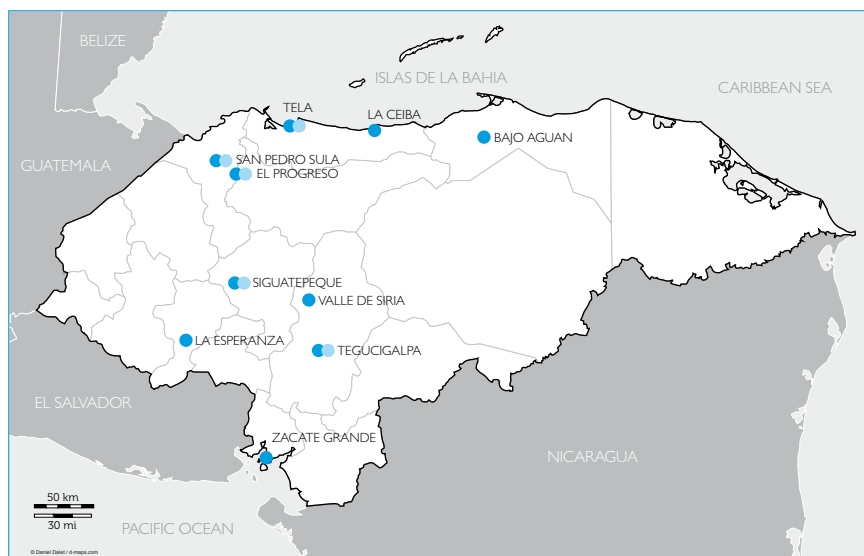 BELIZE
ISLAS DE LA BAHIA
CARIBBEAN SEA
TELA
LA CEIBA
BAJO AGUAN
GUATEMALA
SAN PEDRO SULA
EL PROGRESO
SIGUATEPEQUE
VALLE DE SIRIA
LA ESPERANZA
TEGUCIGALPA
EL SALVADOR
ZACATE GRANDE
NICARAGUA
50 km
30 mi
PACIFIC OCEAN
© Daniel Dalet / d-maps.com